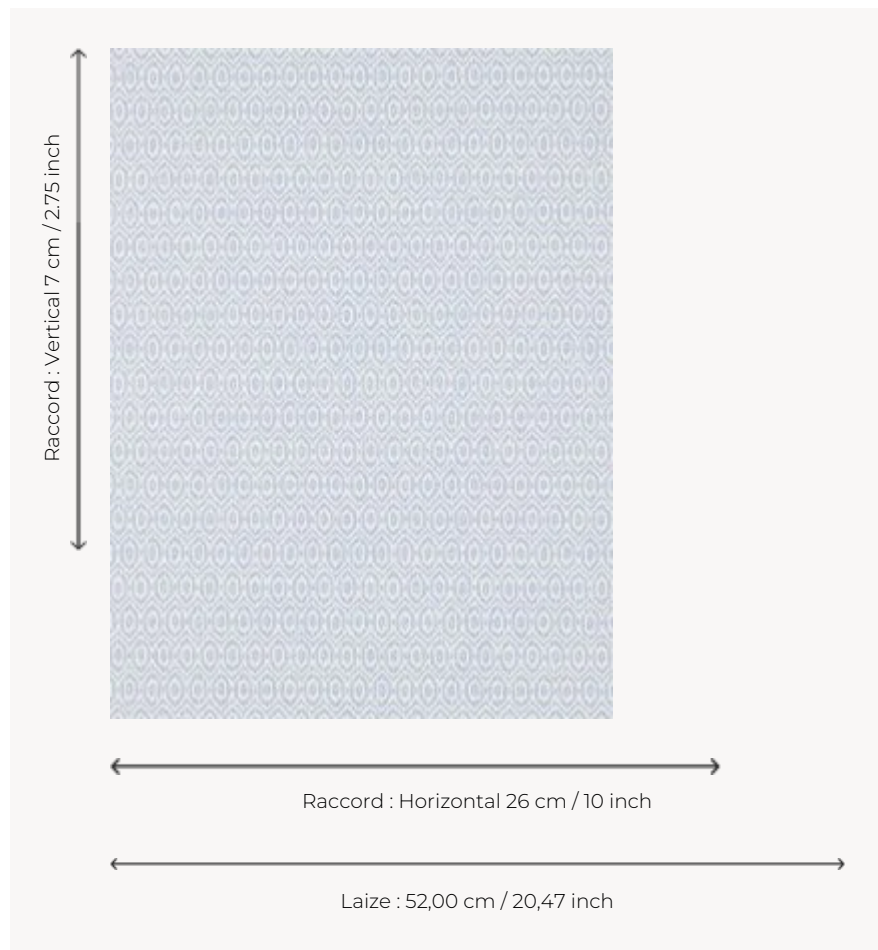 Raccord : Vertical 7 cm / 2.75 inch
Raccord : Horizontal 26 cm / 10 inch
Laize : 52,00 cm / 20,47 inch